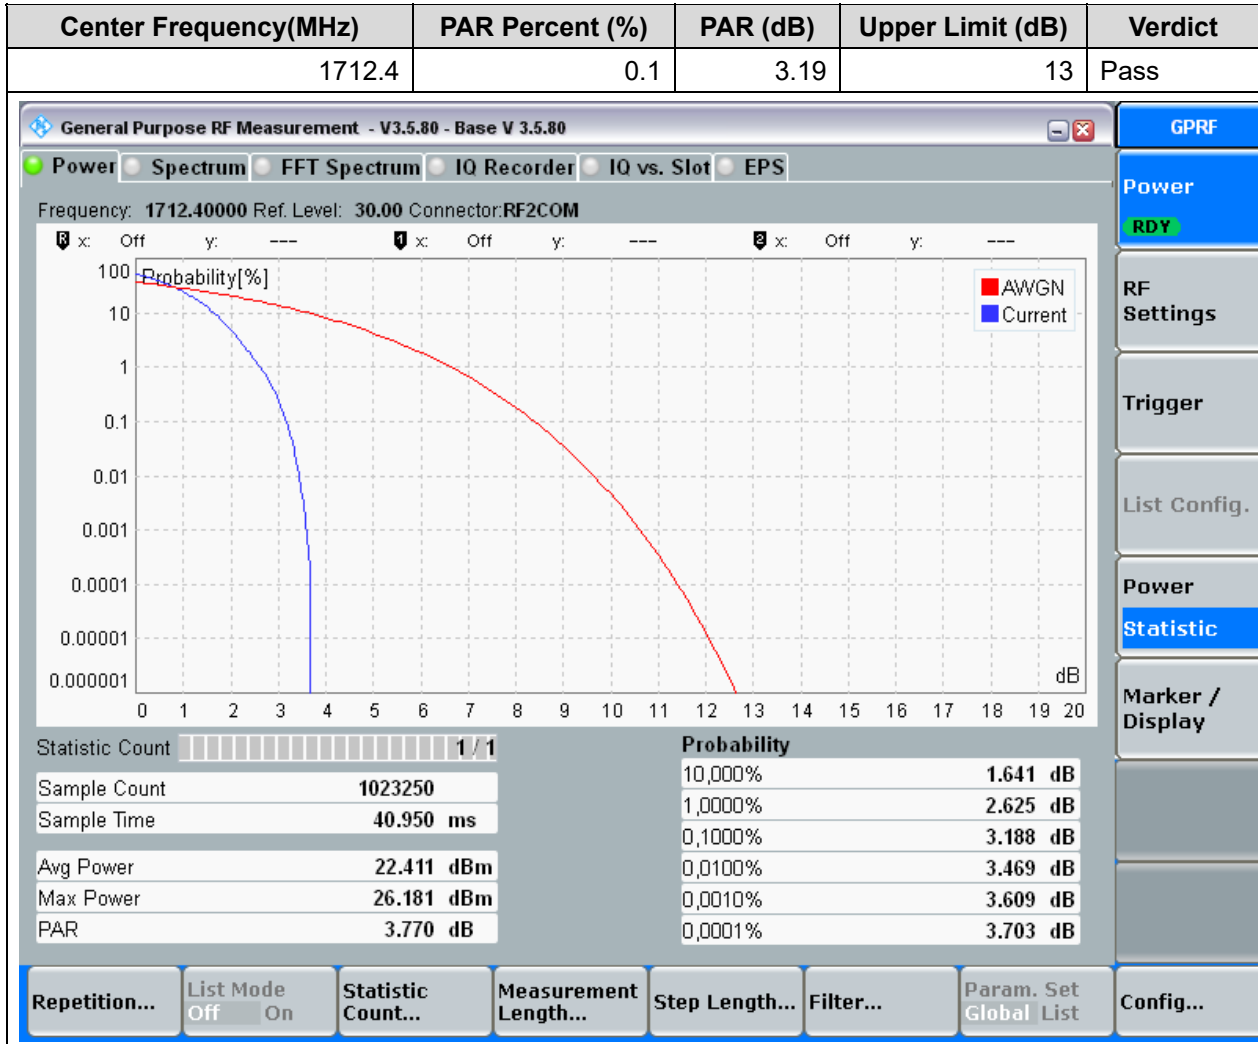 Center Frequency(MHz) PAR Percent (%) PAR (dB) Upper Limit (dB) Verdict
1712.4 0.1 3.19 13 Pass
General Purpose RF Measurement - V3.5.80 - Base V 3.5.80
GPRF
Power Spectrum FFT Spectrum IQ Recorder IQ vs. Slot EPS
Frequency: 1712.40000 Ref. Level: 30.00 Connector:RF2COM
R x: Off y: --- 1 x: Off y: --- 2 x: Off y: ---
Probability[%]
AWGN
Current
100
10
1
0.1
0.01
0.001
0.0001
0.00001
0.000001
dB
0 1 2 3 4 5 6 7 8 9 10 11 12 13 14 15 16 17 18 19 20
Statistic Count 1 / 1
Sample Count 1023250
Sample Time 40.950 ms
Avg Power 22.411 dBm
Max Power 26.181 dBm
PAR 3.770 dB
Probability
10,000% 1.641 dB
1,0000% 2.625 dB
0,1000% 3.188 dB
0,0100% 3.469 dB
0,0010% 3.609 dB
0,0001% 3.703 dB
Power
RDY
RF
Settings
Trigger
List Config.
Power
Statistic
Marker /
Display
Repetition...
List Mode
Off On
Statistic
Count...
Measurement
Length...
Step Length...
Filter...
Param. Set
Global List
Config...